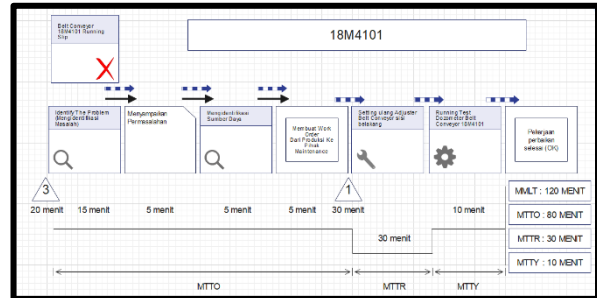 18M4101
Belt Conveyor
18M4101 Running
Slip
Identify The Problem
(Mengidentifikasi
Masalah)
Menyampaikan
Permasalahan
Mengidentifikasi
Sumber Daya
Membuat Work
Order
Dari Produksi Ke
Pihak
Maintenance
Setting ulang Adjuster
Belt Conveyor sisi
belakang
Running Test
Dozometer Belt
Conveyor 18M4101
Pekerjaan
perbaikan
selesai (OK)
3
1
20 menit
15 menit
5 menit
5 menit
5 menit
30 menit
10 menit
30 menit
MMLT : 120 MENIT
MTTO : 80 MENIT
MTTR : 30 MENIT
MTTY : 10 MENIT
MTTO
MTTR
MTTY